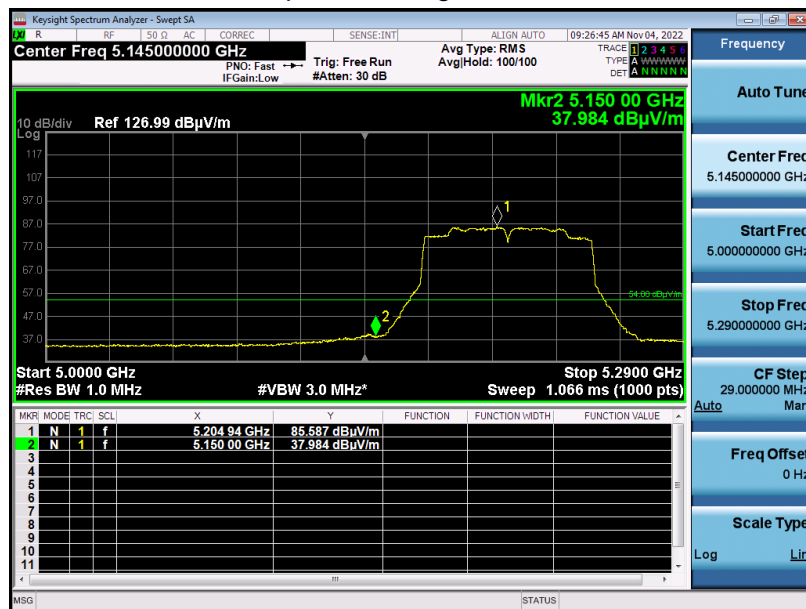 Keysight Spectrum Analyzer - Swept SA
LXI R RF 50 Ω AC CORREC SENSE:INT ALIGN AUTO 09:26:45 AM Nov 04, 2022
Center Freq 5.145000000 GHz
PNO: Fast
IFGain:Low
Trig: Free Run
#Atten: 30 dB
Avg Type: RMS
Avg|Hold: 100/100
TRACE 1 2 3 4 5 6
TYPE A WWWWW
DET A N N N N N
Mkr2 5.150 00 GHz
37.984 dBµV/m
10 dB/div Ref 126.99 dBµV/m
Log
117
107
97.0
87.0
77.0
67.0
57.0
47.0
37.0
1
2
54.00 dBµV/m
Start 5.0000 GHz Stop 5.2900 GHz
#Res BW 1.0 MHz #VBW 3.0 MHz* Sweep 1.066 ms (1000 pts)
MKR MODE TRC SCL X Y FUNCTION FUNCTION WIDTH FUNCTION VALUE
1 N 1 f 5.204 94 GHz 85.587 dBµV/m
2 N 1 f 5.150 00 GHz 37.984 dBµV/m
3
4
5
6
7
8
9
10
11
MSG STATUS
Frequency
Auto Tune
Center Freq
5.145000000 GHz
Start Freq
5.000000000 GHz
Stop Freq
5.290000000 GHz
CF Step
29.000000 MHz
Auto Man
Freq Offset
0 Hz
Scale Type
Log Lin